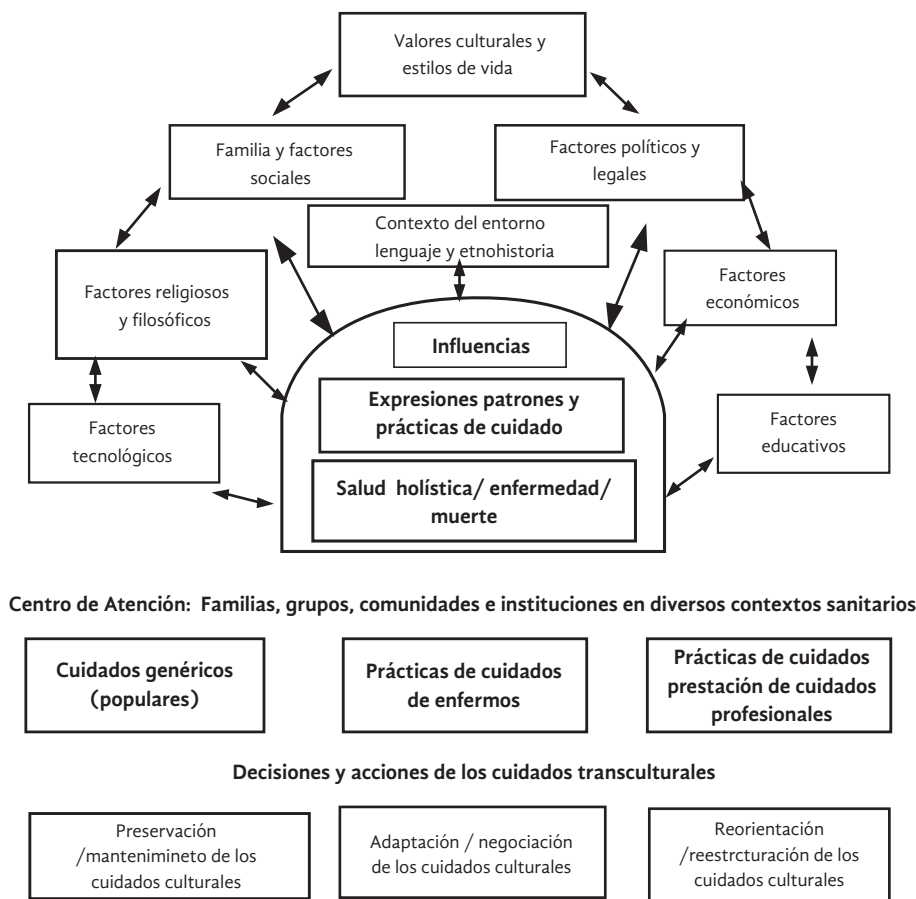 Valores culturales y
estilos de vida
Familia y factores
sociales
Factores políticos y
legales
Contexto del entorno
lenguaje y etnohistoria
Factores religiosos
y filosóficos
Factores
económicos
Influencias
Expresiones patrones y
prácticas de cuidado
Factores
tecnológicos
Factores
educativos
Salud holística/ enfermedad/
muerte
Centro de Atención: Familias, grupos, comunidades e instituciones en diversos contextos sanitarios
Cuidados genéricos
(populares)
Prácticas de cuidados
de enfermos
Prácticas de cuidados
prestación de cuidados
profesionales
Decisiones y acciones de los cuidados transculturales
Preservación
/mantenimineto de los
cuidados culturales
Adaptación / negociación
de los cuidados culturales
Reorientación
/reestrcturación de los
cuidados culturales